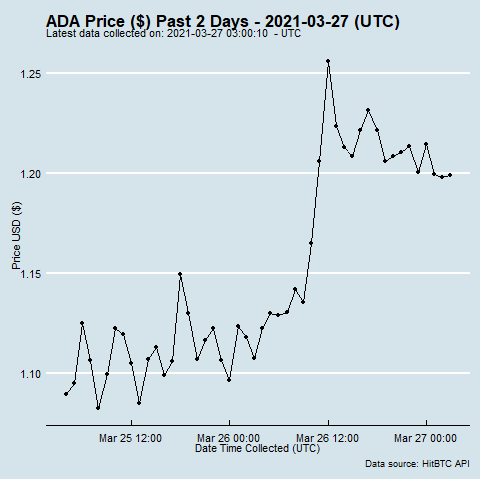 ADA Price ($) Past 2 Days - 2021-03-27 (UTC)
Latest data collected on: 2021-03-27 03:00:10  - UTC
1.25
1.20
1.15
1.10
Price USD ($)
Mar 25 12:00 Mar 26 00:00 Mar 26 12:00 Mar 27 00:00
Date Time Collected (UTC)
Data source: HitBTC API